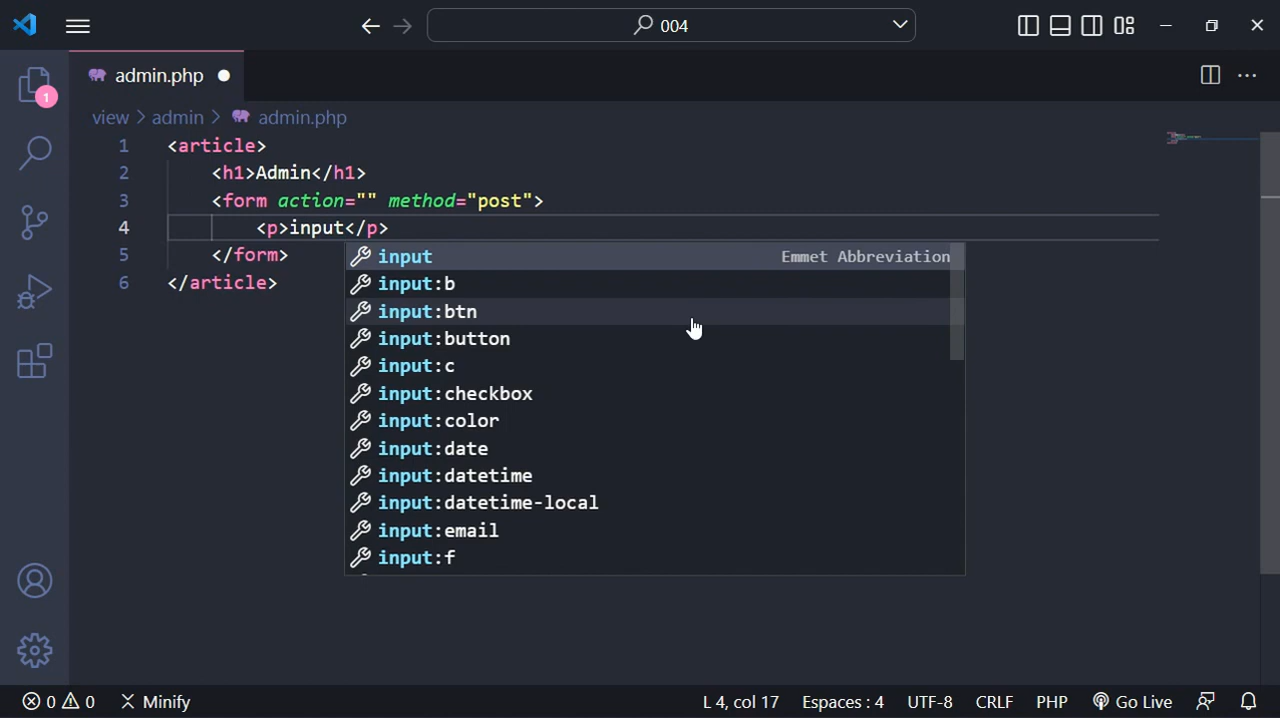 004
admin.php
view > admin > admin.php
1 <article>
2 <h1>Admin</h1>
3 <form action="" method="post">
4 <p>input</p>
5 </form>
6 </article>
input Emmet Abbreviation
input:b
input:btn
input:button
input:c
input:checkbox
input:color
input:date
input:datetime
input:datetime-local
input:email
input:f
1
0 0 Minify L 4, col 17 Espaces : 4 UTF-8 CRLF PHP Go Live